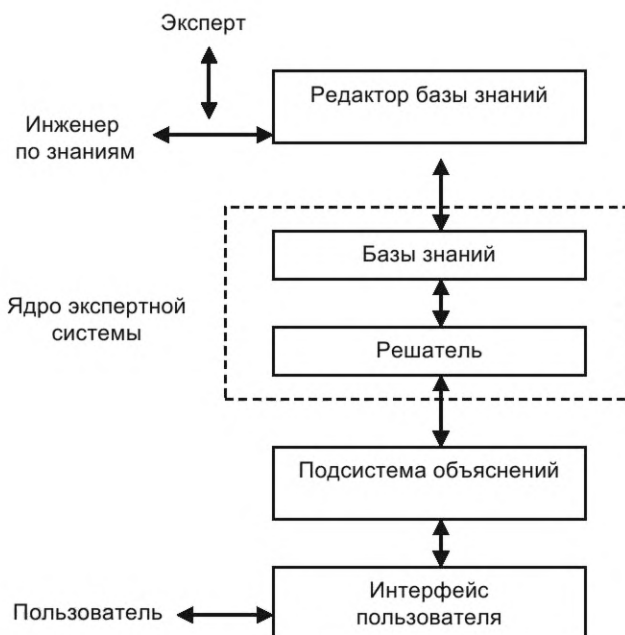 Эксперт
Редактор базы знаний
Инженер
по знаниям
Базы знаний
Ядро экспертной
системы
Решатель
Подсистема объяснений
Интерфейс
пользователя
Пользователь